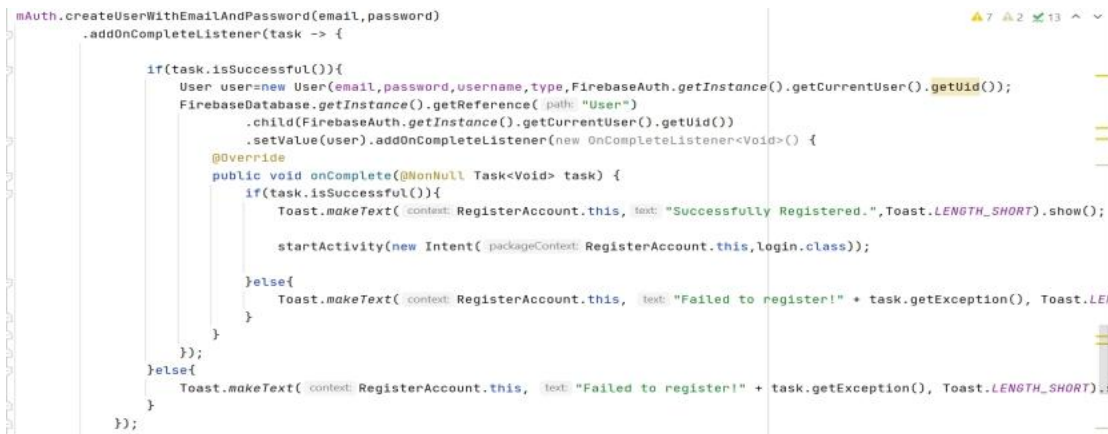 mAuth.createUserWithEmailAndPassword(email,password)
7 2 13
.addOnCompleteListener(task -> {
if(task.isSuccessful()){
User user=new User(email,password,username,type,FirebaseAuth.getInstance().getCurrentUser().getUid());
FirebaseDatabase.getInstance().getReference( path: "User")
.child(FirebaseAuth.getInstance().getCurrentUser().getUid())
.setValue(user).addOnCompleteListener(new OnCompleteListener<Void>() {
@Override
public void onComplete(@NonNull Task<Void> task) {
if(task.isSuccessful()){
Toast.makeText( context: RegisterAccount.this, text: "Successfully Registered.",Toast.LENGTH_SHORT).show();
startActivity(new Intent( packageContext: RegisterAccount.this,login.class));
}else{
Toast.makeText( context: RegisterAccount.this, text: "Failed to register!" + task.getException(), Toast.LE
}
}
});
}else{
Toast.makeText( context: RegisterAccount.this, text: "Failed to register!" + task.getException(), Toast.LENGTH_SHORT).
}
});